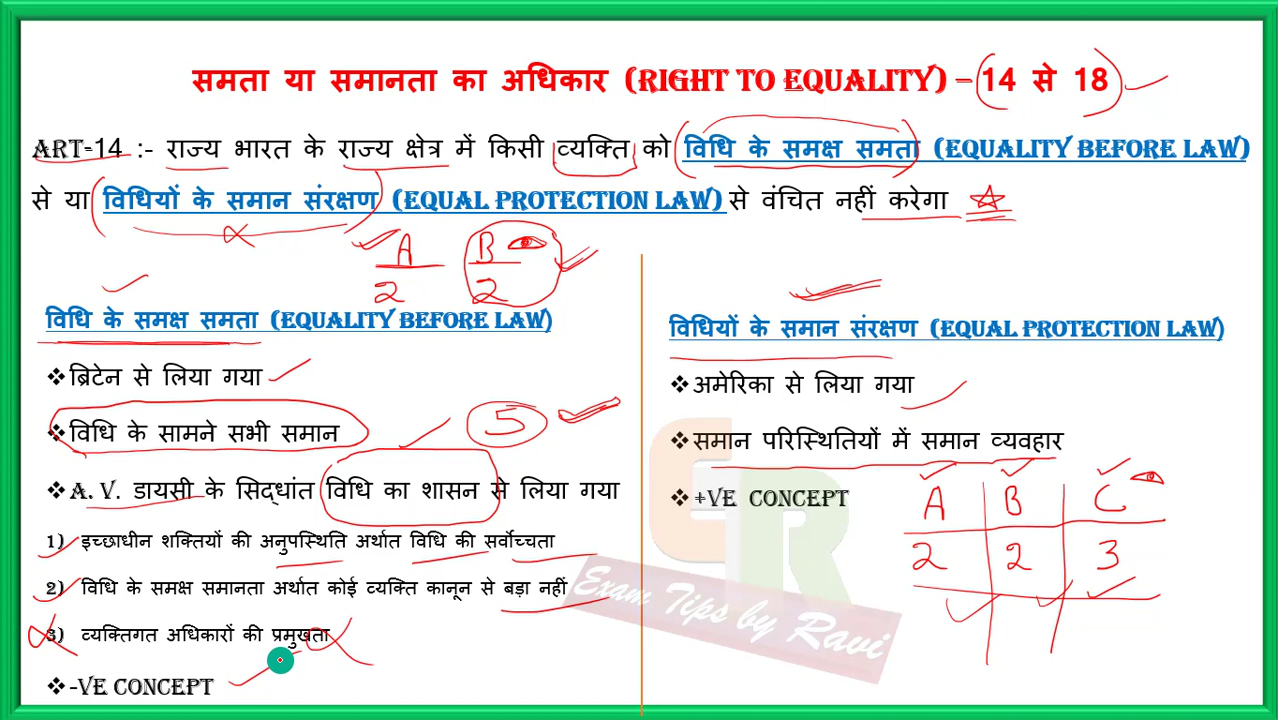 समता या समानता का अधिकार (RIGHT TO EQUALITY) – 14 से 18
ART-14 :- राज्य भारत के राज्य क्षेत्र में किसी व्यक्ति को विधि के समक्ष समता (EQUALITY BEFORE LAW)
से या विधियों के समान संरक्षण (EQUAL PROTECTION LAW) से वंचित नहीं करेगा
A B
2 2
विधि के समक्ष समता (EQUALITY BEFORE LAW)
❖ब्रिटेन से लिया गया
❖विधि के सामने सभी समान
5
❖A. V. डायसी के सिद्धांत विधि का शासन से लिया गया
1) इच्छाधीन शक्तियों की अनुपस्थिति अर्थात विधि की सर्वोच्चता
2) विधि के समक्ष समानता अर्थात कोई व्यक्ति कानून से बड़ा नहीं
3) व्यक्तिगत अधिकारों की प्रमुखता
❖-VE CONCEPT
विधियों के समान संरक्षण (EQUAL PROTECTION LAW)
❖अमेरिका से लिया गया
❖समान परिस्थितियों में समान व्यवहार
❖+VE CONCEPT
A B C
2 2 3
Exam Tips by Ravi